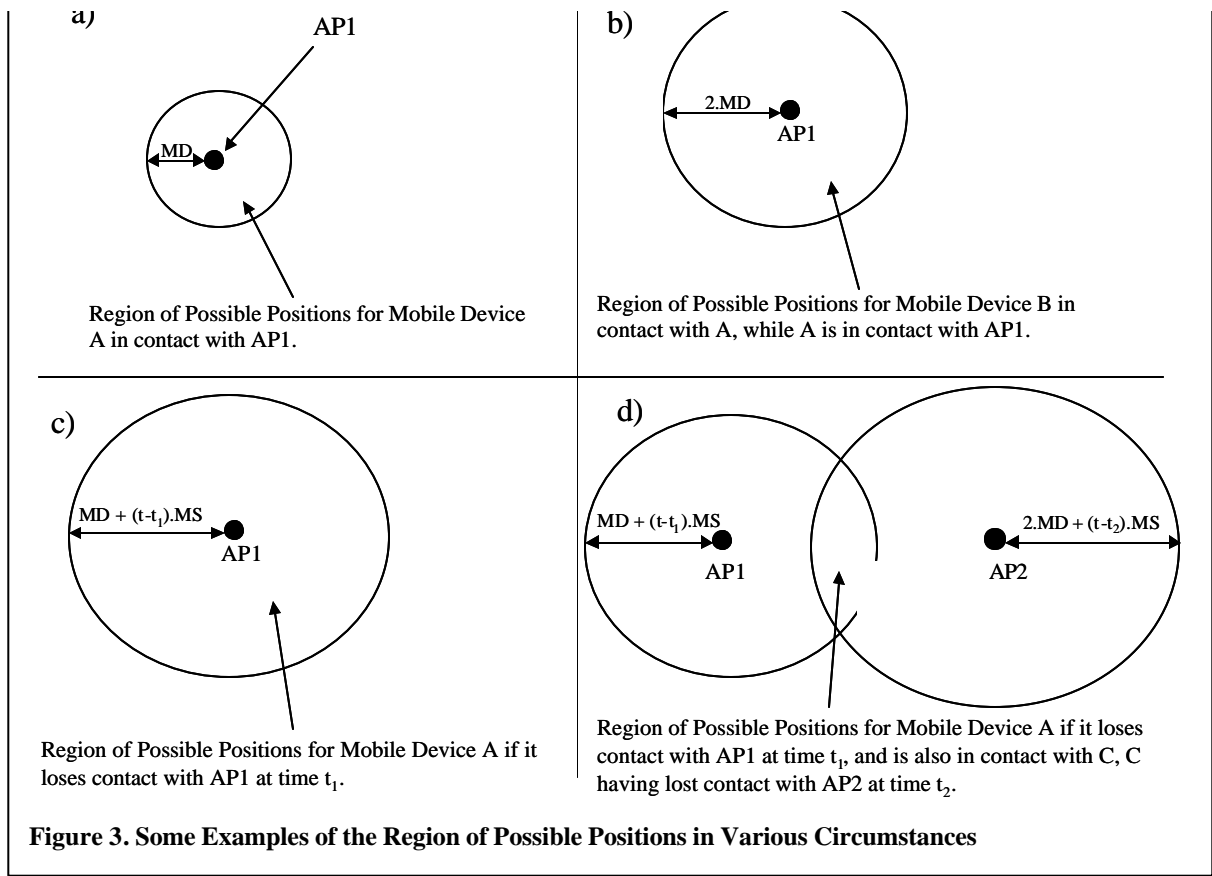 a)
AP1
MD
Region of Possible Positions for Mobile Device
A in contact with AP1.
b)
2.MD
AP1
Region of Possible Positions for Mobile Device B in
contact with A, while A is in contact with AP1.
c)
MD + (t-t₁).MS
AP1
Region of Possible Positions for Mobile Device A if it
loses contact with AP1 at time t₁.
d)
MD + (t-t₁).MS
AP1
2.MD + (t-t₂).MS
AP2
Region of Possible Positions for Mobile Device A if it loses
contact with AP1 at time t₁, and is also in contact with C, C
having lost contact with AP2 at time t₂.
Figure 3. Some Examples of the Region of Possible Positions in Various Circumstances